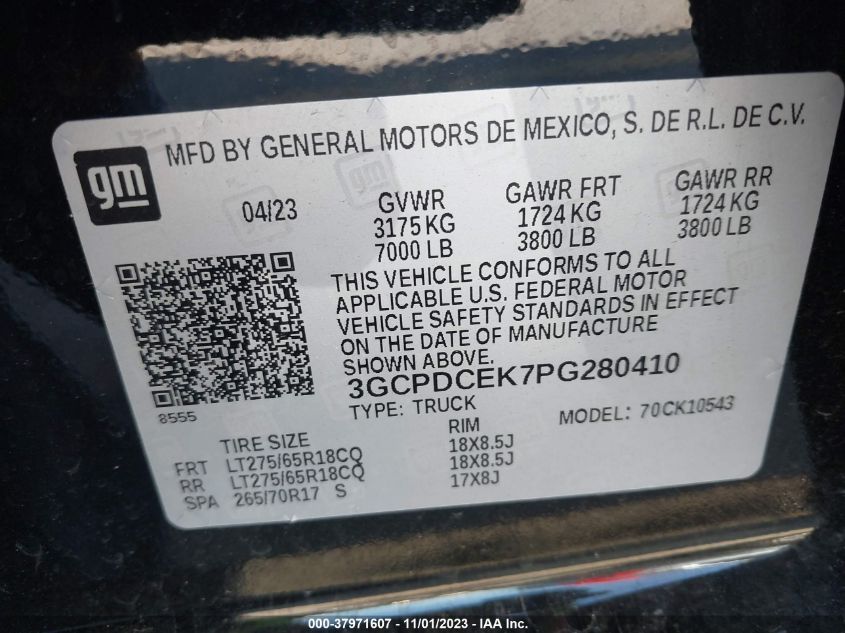 gm
MFD BY GENERAL MOTORS DE MEXICO, S. DE R.L. DE C.V.
04/23
GVWR GAWR FRT GAWR RR
3175 KG 1724 KG 1724 KG
7000 LB 3800 LB 3800 LB
THIS VEHICLE CONFORMS TO ALL
APPLICABLE U.S. FEDERAL MOTOR
VEHICLE SAFETY STANDARDS IN EFFECT
ON THE DATE OF MANUFACTURE
SHOWN ABOVE.
3GCPDCEK7PG280410
8555
TYPE: TRUCK MODEL: 70CK10543
TIRE SIZE RIM
FRT LT275/65R18CQ 18X8.5J
RR LT275/65R18CQ 18X8.5J
SPA 265/70R17 S 17X8J
000-37971607 - 11/01/2023 - IAA Inc.